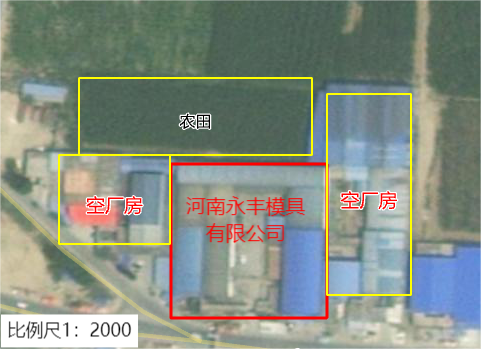 农田
空厂房
河南永丰模具
有限公司
空厂房
比例尺1：2000